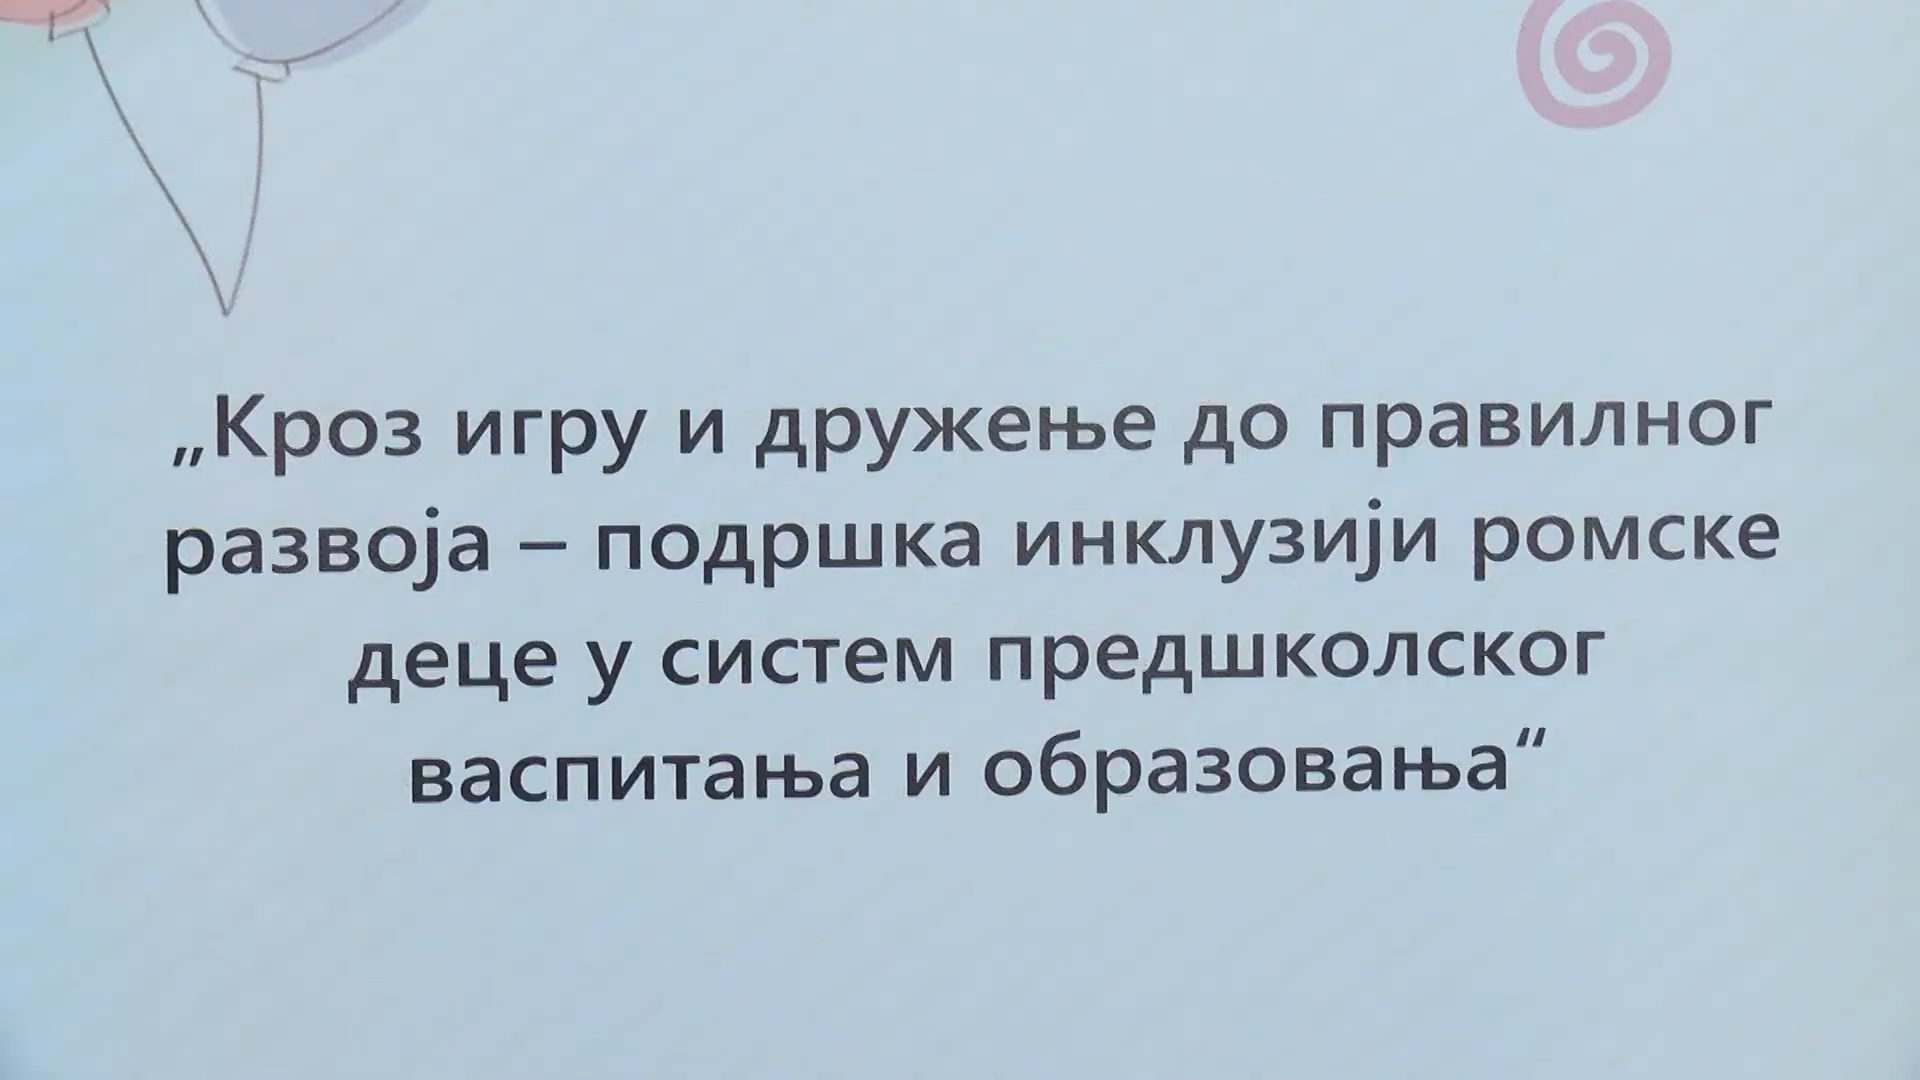 „Кроз игру и дружење до правилног
развоја – подршка инклузији ромске
деце у систем предшколског
васпитања и образовања“